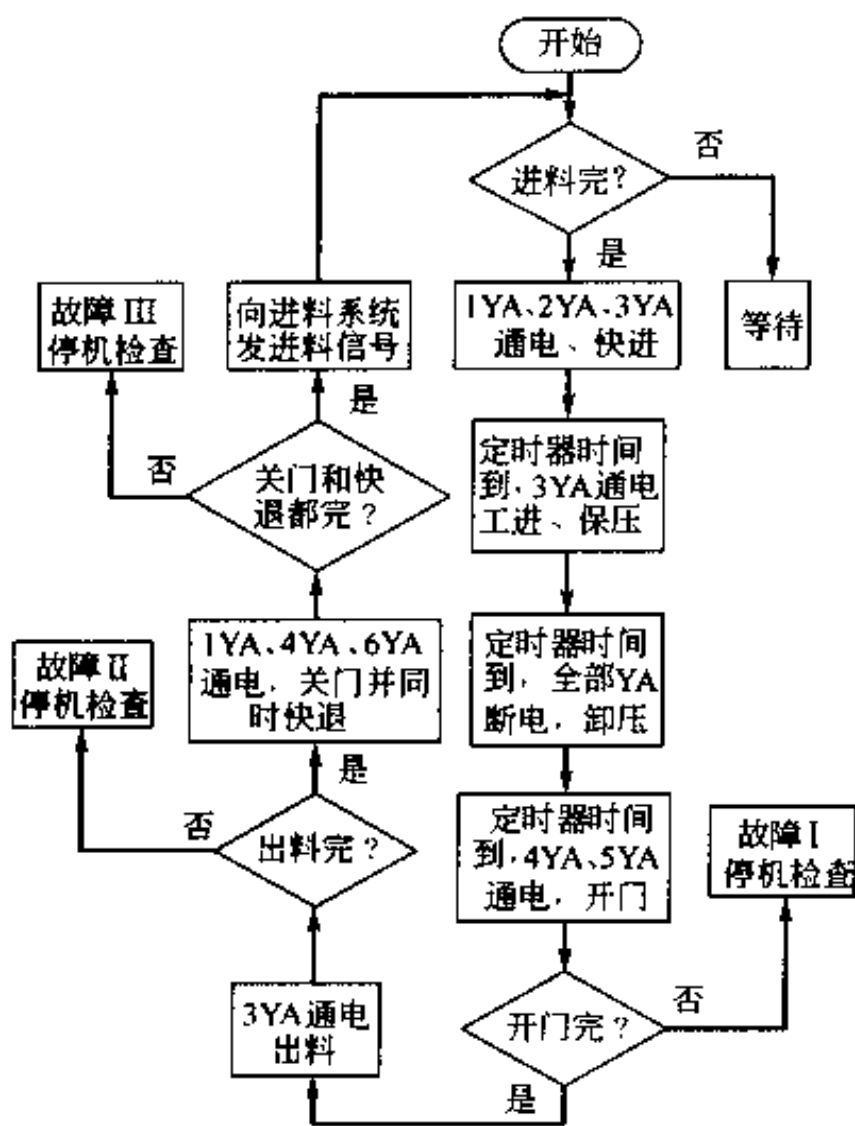 开始
进料完?
否
是
1YA、2YA、3YA
通电、快进
等待
定时器时间
到,3YA通电
工进、保压
定时器时间
到,全部YA
断电,卸压
定时器时间
到,4YA、5YA
通电,开门
开门完?
否
故障I
停机检查
是
3YA通电
出料
出料完?
否
故障II
停机检查
是
1YA、4YA、6YA
通电,关门并同
时快退
关门和快
退都完?
否
故障III
停机检查
是
向进料系统
发进料信号